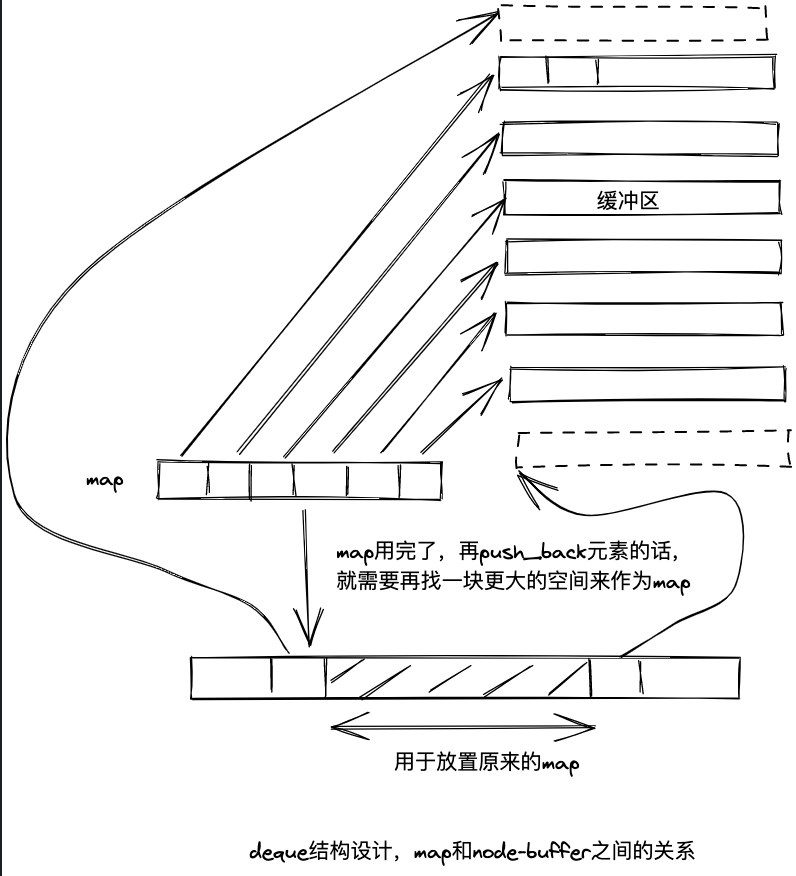 缓冲区
map
map用完了，再push_back元素的话，
就需要再找一块更大的空间来作为map
用于放置原来的map
deque结构设计，map和node-buffer之间的关系